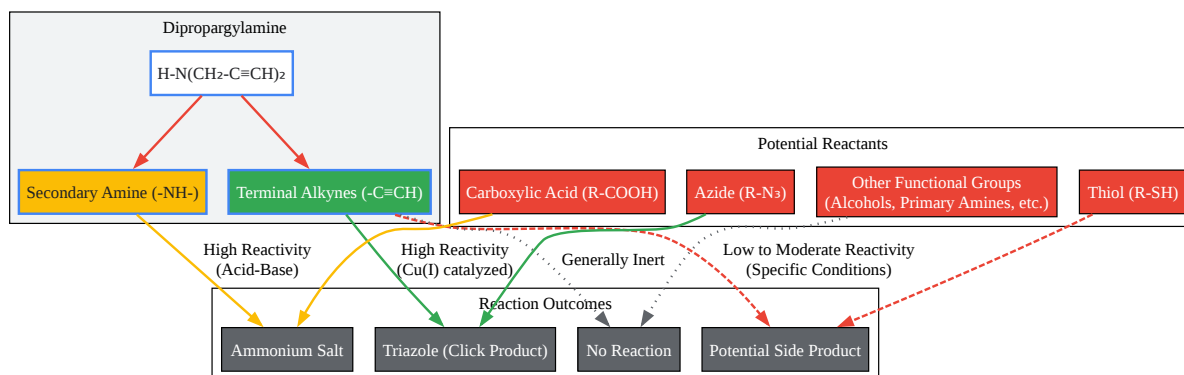 Dipropargylamine
H-N(CH₂-C≡CH)₂
Potential Reactants
Secondary Amine (-NH-)
Terminal Alkynes (-C≡CH)
Carboxylic Acid (R-COOH)
Azide (R-N₃)
Other Functional Groups
(Alcohols, Primary Amines, etc.)
Thiol (R-SH)
High Reactivity
(Acid-Base)
High Reactivity
(Cu(I) catalyzed)
Generally Inert
Low to Moderate Reactivity
(Specific Conditions)
Reaction Outcomes
Ammonium Salt
Triazole (Click Product)
No Reaction
Potential Side Product